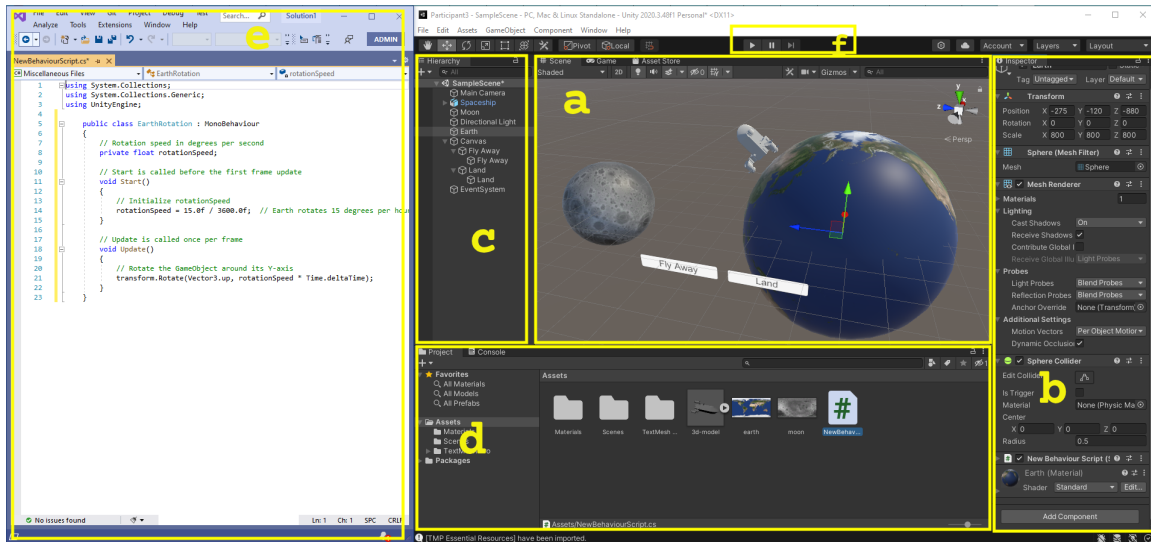 File Edit View Git Project Debug Test
Analyze Tools Extensions Window Help
Search...
Solution1
ADMIN
e
NewBehaviourScript.cs*
Miscellaneous Files
EarthRotation
rotationSpeed
1 using System.Collections;
2 using System.Collections.Generic;
3 using UnityEngine;
4
5 public class EarthRotation : MonoBehaviour
6 {
7 // Rotation speed in degrees per second
8 private float rotationSpeed;
9
10 // Start is called before the first frame update
11 void Start()
12 {
13 // Initialize rotationSpeed
14 rotationSpeed = 15.0f / 3600.0f; // Earth rotates 15 degrees per hou
15 }
16
17 // Update is called once per frame
18 void Update()
19 {
20 // Rotate the GameObject around its Y-axis
21 transform.Rotate(Vector3.up, rotationSpeed * Time.deltaTime);
22 }
23 }
No issues found
Ln: 1 Ch: 1 SPC CRLF
Participant3 - SampleScene - PC, Mac & Linux Standalone - Unity 2020.3.48f1 Personal* <DX11>
File Edit Assets GameObject Component Window Help
Pivot Local
f
Account Layers Layout
Hierarchy
All
SampleScene*
Main Camera
Spaceship
Moon
Directional Light
Earth
Canvas
Fly Away
Fly Away
Land
Land
EventSystem
c
Scene Game Asset Store
Shaded 2D 0 Gizmos All
a
y
z
Persp
Fly Away
Land
Project Console
Favorites
All Materials
All Models
All Prefabs
Assets
Packages
d
Assets
Materials Scenes TextMesh ... 3d-model earth moon NewBehav...
#
Assets/NewBehaviourScript.cs
[TMP Essential Resources] have been imported.
Inspector
Tag Untagged Layer Default
Transform
Position X -275 Y -120 Z -880
Rotation X 0 Y 0 Z 0
Scale X 800 Y 800 Z 800
Sphere (Mesh Filter)
Mesh Sphere
Mesh Renderer
Materials 1
Lighting
Cast Shadows On
Receive Shadows
Contribute Global I
Receive Global Illu Light Probes
Probes
Light Probes Blend Probes
Reflection Probes Blend Probes
Anchor Override None (Transform)
Additional Settings
Motion Vectors Per Object Motior
Dynamic Occlusion
Sphere Collider
Edit Collider
b
Is Trigger
Material None (Physic Ma
Center
X 0 Y 0 Z 0
Radius 0.5
New Behaviour Script (
Earth (Material)
Shader Standard Edit...
Add Component